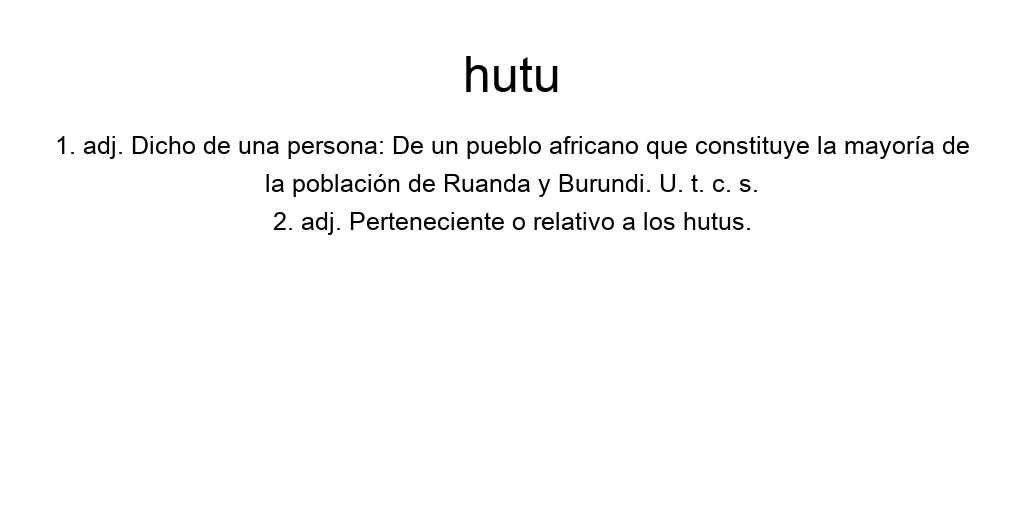 hutu
1. adj. Dicho de una persona: De un pueblo africano que constituye la mayoría de
la población de Ruanda y Burundi. U. t. c. s.
2. adj. Perteneciente o relativo a los hutus.